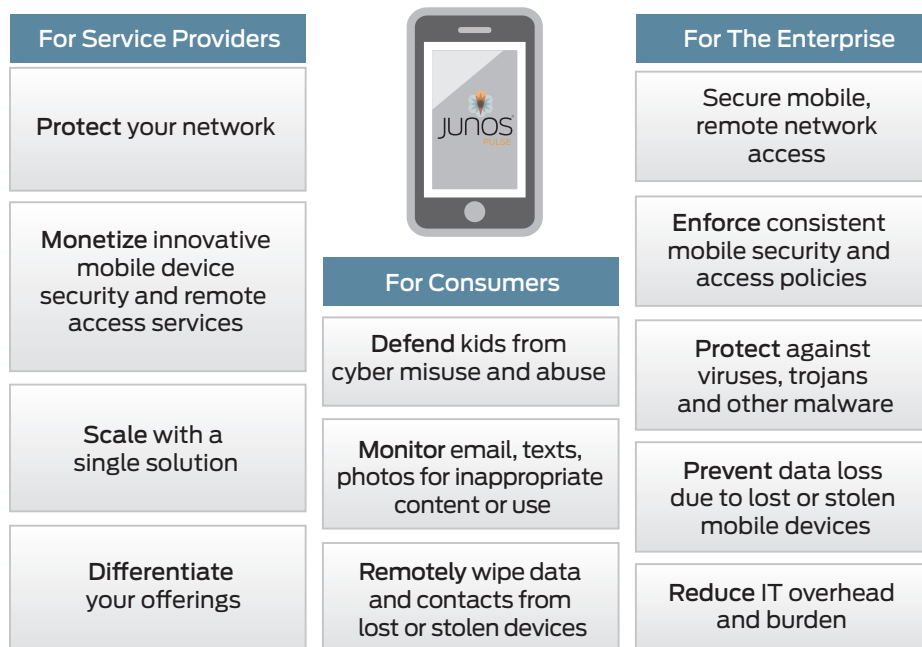 For Service Providers
Protect your network
Monetize innovative
mobile device
security and remote
access services
Scale with a
single solution
Differentiate
your offerings
JUNOS
PULSE
For Consumers
Defend kids from
cyber misuse and abuse
Monitor email, texts,
photos for inappropriate
content or use
Remotely wipe data
and contacts from
lost or stolen devices
For The Enterprise
Secure mobile,
remote network
access
Enforce consistent
mobile security and
access policies
Protect against
viruses, trojans
and other malware
Prevent data loss
due to lost or stolen
mobile devices
Reduce IT overhead
and burden